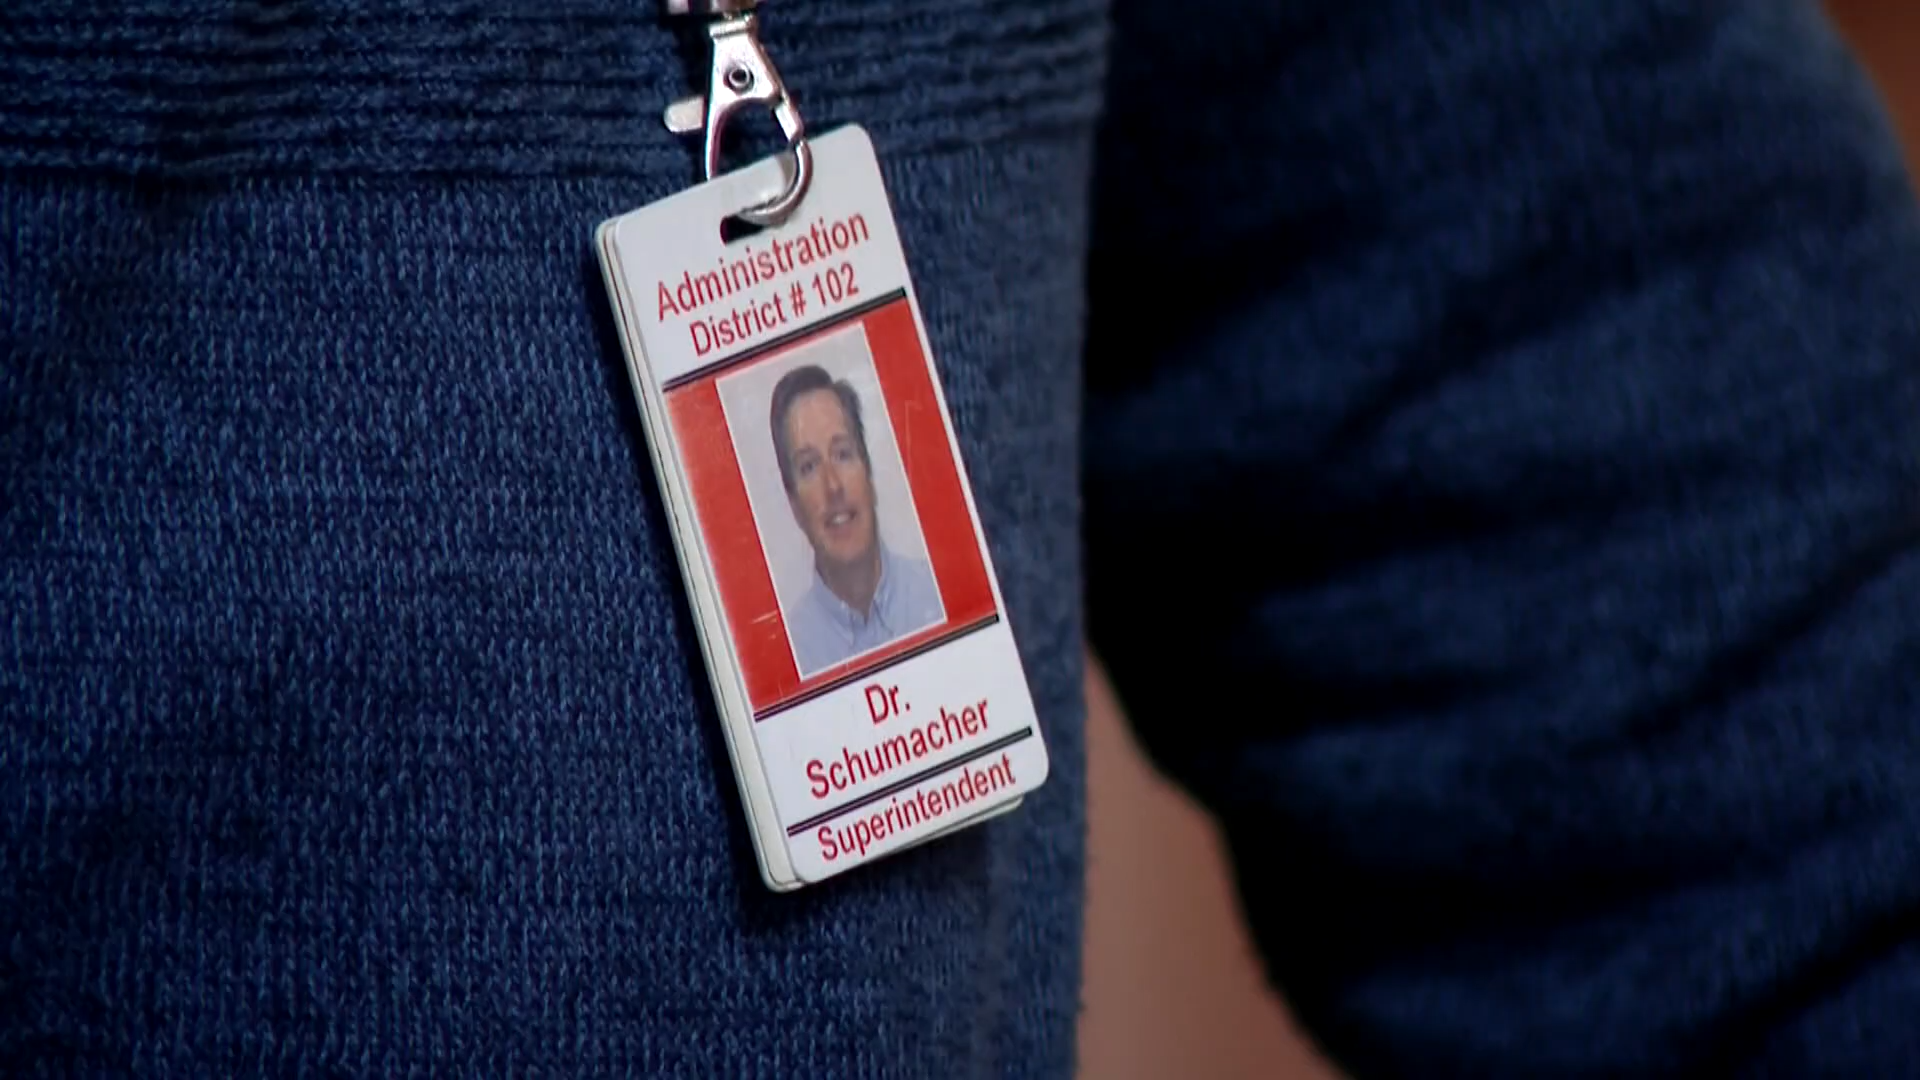 Administration
District # 102
Dr.
Schumacher
Superintendent